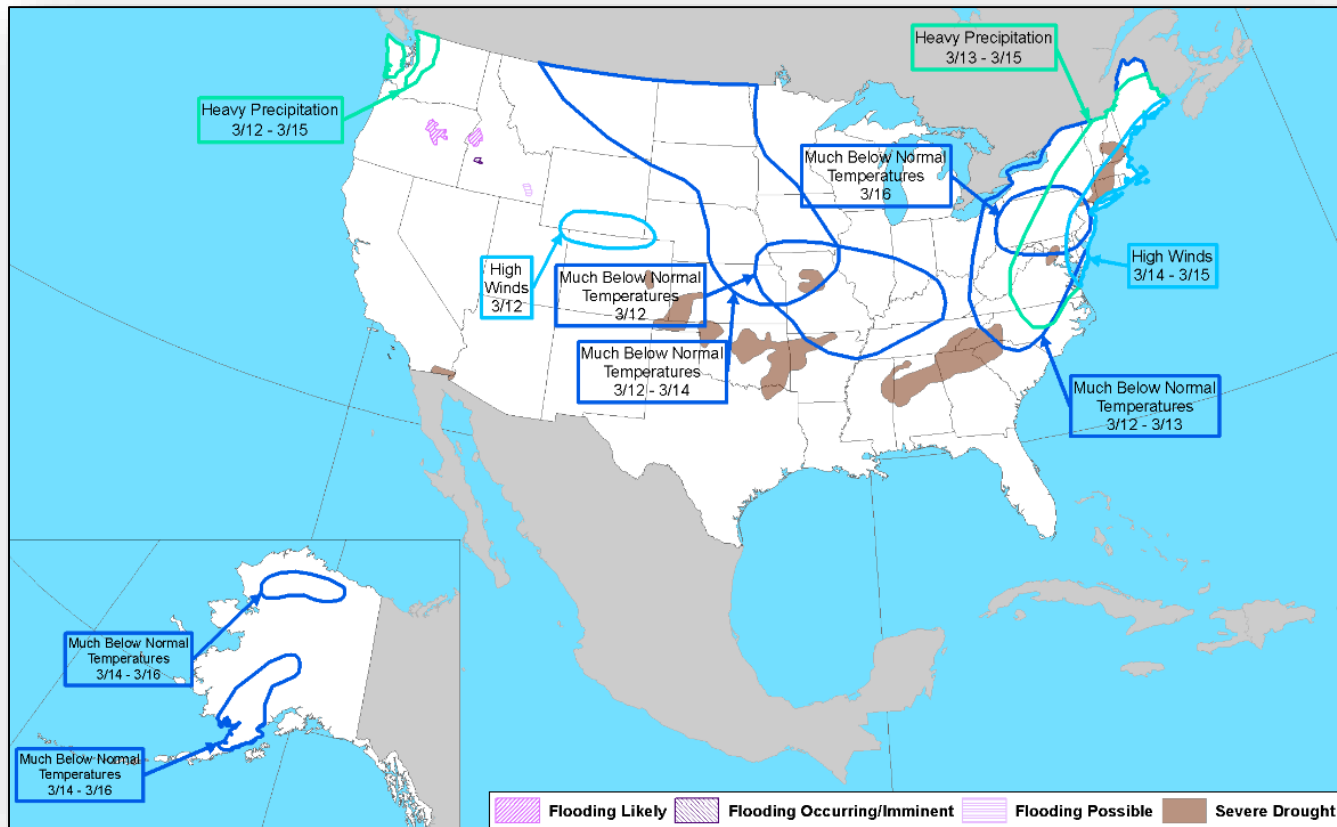 Heavy Precipitation
3/13 - 3/15
Heavy Precipitation
3/12 - 3/15
Much Below Normal
Temperatures
3/16
High
Winds
3/12
Much Below Normal
Temperatures
3/12
High Winds
3/14 - 3/15
Much Below Normal
Temperatures
3/12 - 3/14
Much Below Normal
Temperatures
3/12 - 3/13
Much Below Normal
Temperatures
3/14 - 3/16
Much Below Normal
Temperatures
3/14 - 3/16
Flooding Likely
Flooding Occurring/Imminent
Flooding Possible
Severe Drought